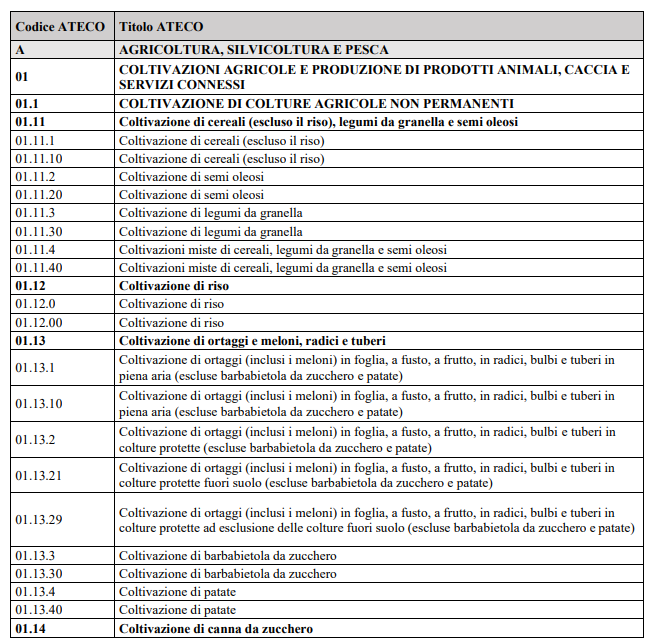 Codice ATECO Titolo ATECO
A AGRICOLTURA, SILVICOLTURA E PESCA
01 COLTIVAZIONI AGRICOLE E PRODUZIONE DI PRODOTTI ANIMALI, CACCIA E
SERVIZI CONNESSI
01.1 COLTIVAZIONE DI COLTURE AGRICOLE NON PERMANENTI
01.11 Coltivazione di cereali (escluso il riso), legumi da granella e semi oleosi
01.11.1 Coltivazione di cereali (escluso il riso)
01.11.10 Coltivazione di cereali (escluso il riso)
01.11.2 Coltivazione di semi oleosi
01.11.20 Coltivazione di semi oleosi
01.11.3 Coltivazione di legumi da granella
01.11.30 Coltivazione di legumi da granella
01.11.4 Coltivazioni miste di cereali, legumi da granella e semi oleosi
01.11.40 Coltivazioni miste di cereali, legumi da granella e semi oleosi
01.12 Coltivazione di riso
01.12.0 Coltivazione di riso
01.12.00 Coltivazione di riso
01.13 Coltivazione di ortaggi e meloni, radici e tuberi
01.13.1 Coltivazione di ortaggi (inclusi i meloni) in foglia, a fusto, a frutto, in radici, bulbi e tuberi in
piena aria (escluse barbabietola da zucchero e patate)
01.13.10 Coltivazione di ortaggi (inclusi i meloni) in foglia, a fusto, a frutto, in radici, bulbi e tuberi in
piena aria (escluse barbabietola da zucchero e patate)
01.13.2 Coltivazione di ortaggi (inclusi i meloni) in foglia, a fusto, a frutto, in radici, bulbi e tuberi in
colture protette (escluse barbabietola da zucchero e patate)
01.13.21 Coltivazione di ortaggi (inclusi i meloni) in foglia, a fusto, a frutto, in radici, bulbi e tuberi in
colture protette fuori suolo (escluse barbabietola da zucchero e patate)
01.13.29 Coltivazione di ortaggi (inclusi i meloni) in foglia, a fusto, a frutto, in radici, bulbi e tuberi in
colture protette ad esclusione delle colture fuori suolo (escluse barbabietola da zucchero e patate)
01.13.3 Coltivazione di barbabietola da zucchero
01.13.30 Coltivazione di barbabietola da zucchero
01.13.4 Coltivazione di patate
01.13.40 Coltivazione di patate
01.14 Coltivazione di canna da zucchero